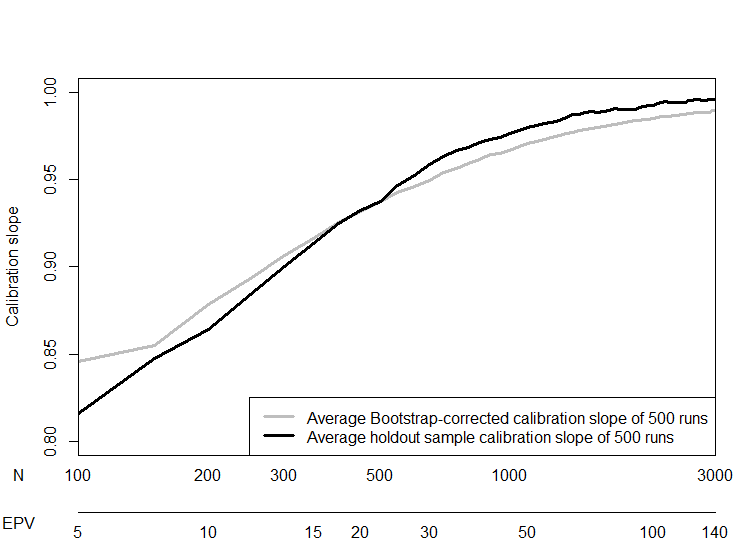 1.00
0.95
0.90
0.85
0.80
Calibration slope
Average Bootstrap-corrected calibration slope of 500 runs
Average holdout sample calibration slope of 500 runs
N 100 200 300 500 1000 3000
EPV 5 10 15 20 30 50 100 140